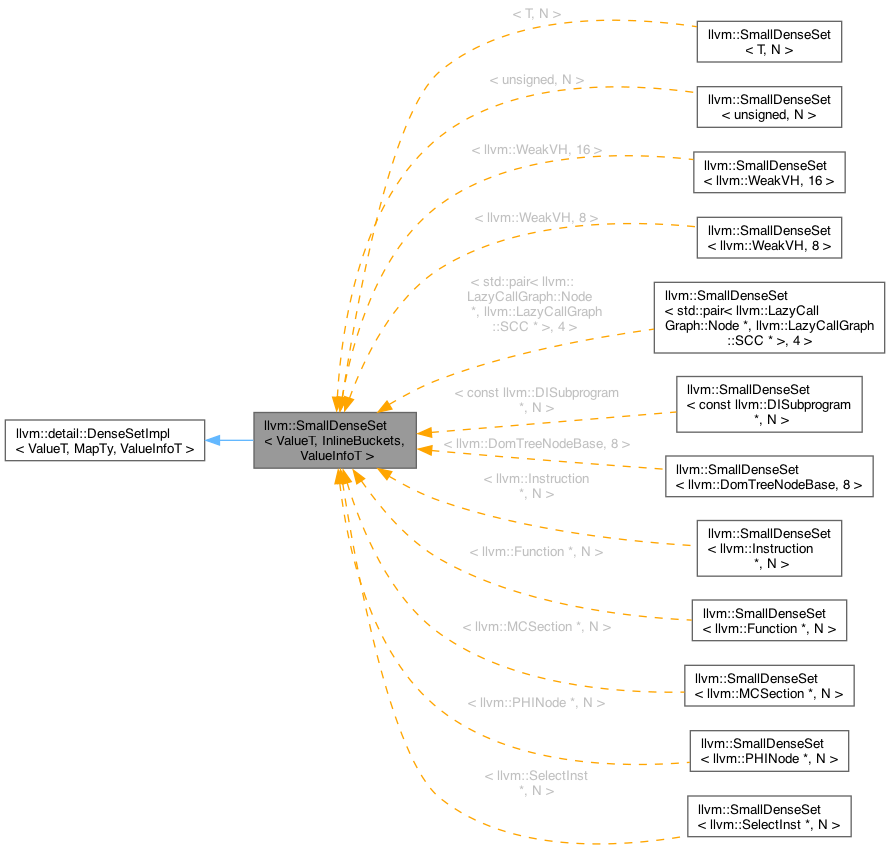 < T, N >
llvm::SmallDenseSet
< T, N >
< unsigned, N >
llvm::SmallDenseSet
< unsigned, N >
< llvm::WeakVH, 16 >
llvm::SmallDenseSet
< llvm::WeakVH, 16 >
< llvm::WeakVH, 8 >
llvm::SmallDenseSet
< llvm::WeakVH, 8 >
< std::pair< llvm::
LazyCallGraph::Node
*, llvm::LazyCallGraph
::SCC * >, 4 >
llvm::SmallDenseSet
< std::pair< llvm::LazyCall
Graph::Node *, llvm::LazyCallGraph
::SCC * >, 4 >
< const llvm::DISubprogram
*, N >
llvm::SmallDenseSet
< const llvm::DISubprogram
*, N >
llvm::detail::DenseSetImpl
< ValueT, MapTy, ValueInfoT >
llvm::SmallDenseSet
< ValueT, InlineBuckets,
ValueInfoT >
< llvm::DomTreeNodeBase, 8 >
llvm::SmallDenseSet
< llvm::DomTreeNodeBase, 8 >
< llvm::Instruction
*, N >
llvm::SmallDenseSet
< llvm::Instruction
*, N >
< llvm::Function *, N >
llvm::SmallDenseSet
< llvm::Function *, N >
< llvm::MCSection *, N >
llvm::SmallDenseSet
< llvm::MCSection *, N >
< llvm::PHINode *, N >
llvm::SmallDenseSet
< llvm::PHINode *, N >
< llvm::SelectInst
*, N >
llvm::SmallDenseSet
< llvm::SelectInst *, N >